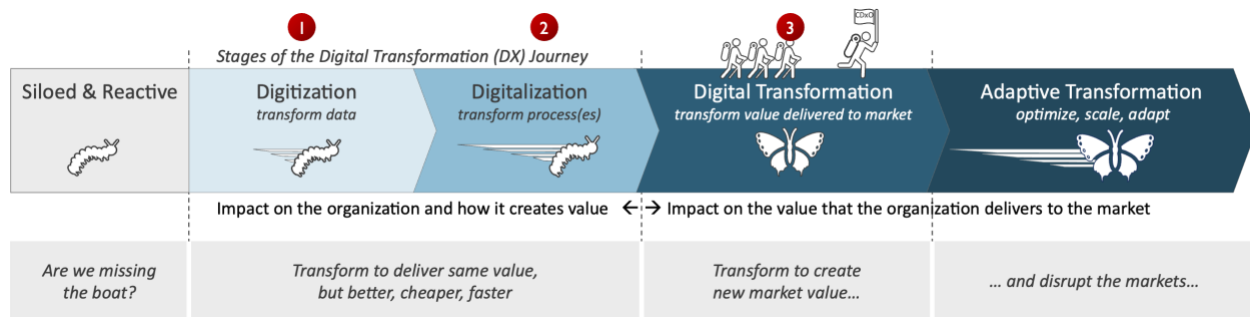 1
2
3
CDxO
Stages of the Digital Transformation (DX) Journey
Siloed & Reactive
Digitization
transform data
Digitalization
transform process(es)
Digital Transformation
transform value delivered to market
Adaptive Transformation
optimize, scale, adapt
Impact on the organization and how it creates value ← → Impact on the value that the organization delivers to the market
Are we missing
the boat?
Transform to deliver same value,
but better, cheaper, faster
Transform to create
new market value...
... and disrupt the markets...